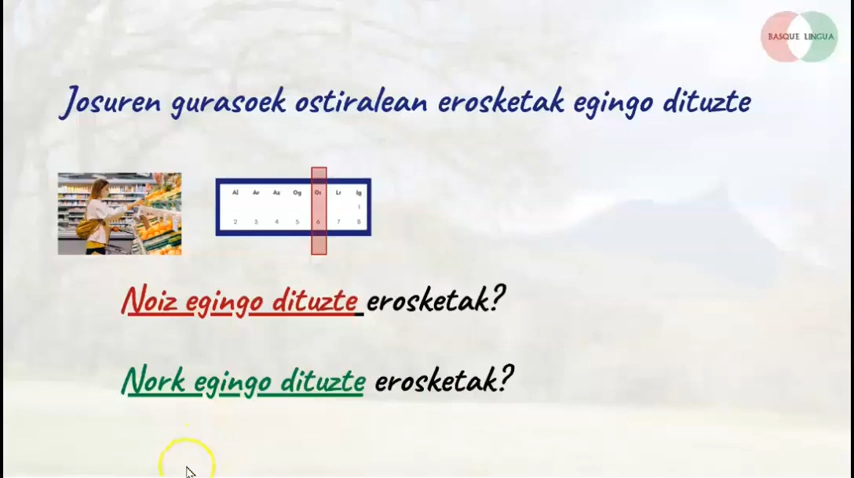 BASQUE LINGUA
Josuren gurasoek ostiralean erosketak egingo dituzte
Al Ar Az Og Or Lr Ig
1
2 3 4 5 6 7 8
Noiz egingo dituzte erosketak?
Nork egingo dituzte erosketak?